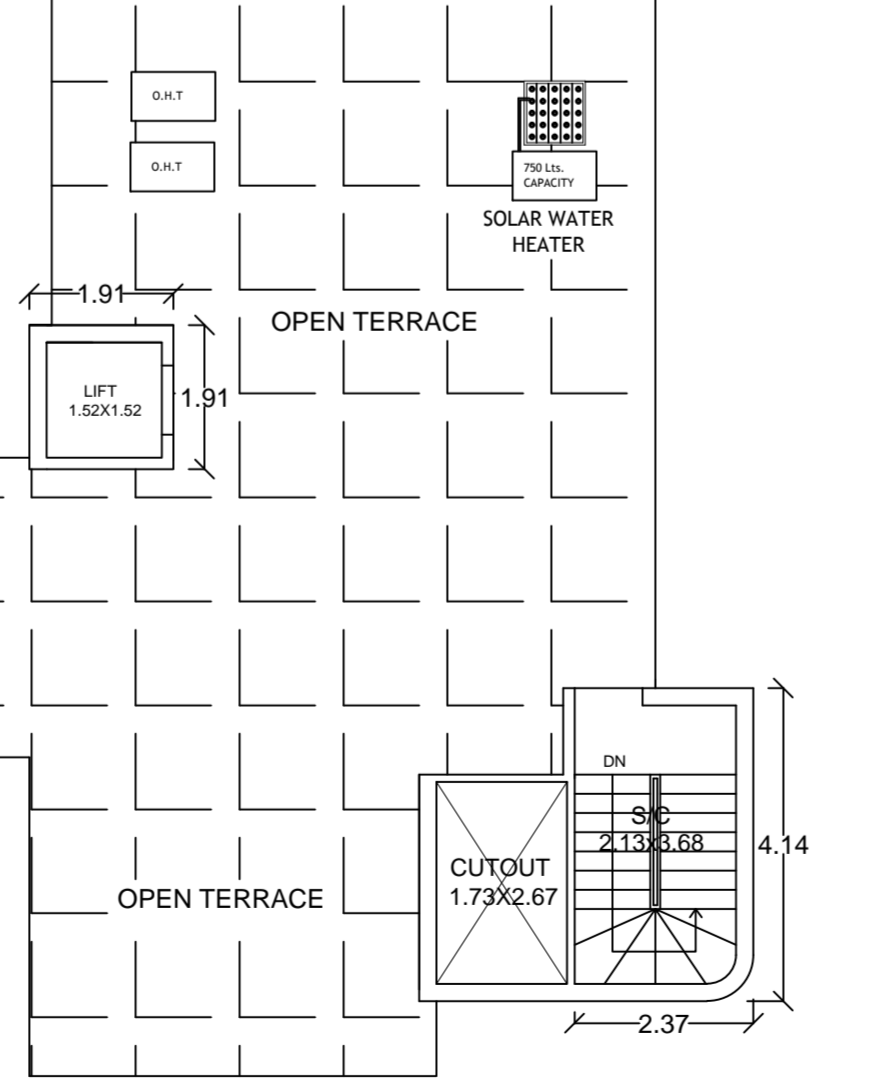 O.H.T
O.H.T
750 Lts.
CAPACITY
SOLAR WATER
HEATER
1.91
OPEN TERRACE
LIFT
1.52X1.52
1.91
DN
S/C
2.13x3.68
4.14
CUTOUT
1.73X2.67
OPEN TERRACE
2.37